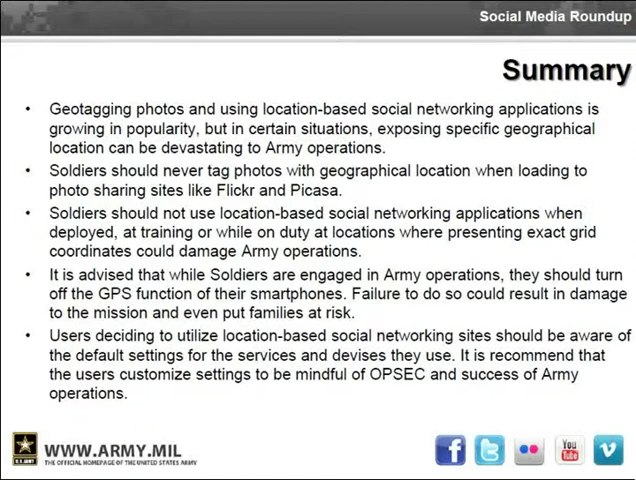 Social Media Roundup
Summary
• Geotagging photos and using location-based social networking applications is
growing in popularity, but in certain situations, exposing specific geographical
location can be devastating to Army operations.
• Soldiers should never tag photos with geographical location when loading to
photo sharing sites like Flickr and Picasa.
• Soldiers should not use location-based social networking applications when
deployed, at training or while on duty at locations where presenting exact grid
coordinates could damage Army operations.
• It is advised that while Soldiers are engaged in Army operations, they should turn
off the GPS function of their smartphones. Failure to do so could result in damage
to the mission and even put families at risk.
• Users deciding to utilize location-based social networking sites should be aware of
the default settings for the services and devises they use. It is recommend that
the users customize settings to be mindful of OPSEC and success of Army
operations.
U.S. ARMY
WWW.ARMY.MIL
THE OFFICIAL HOMEPAGE OF THE UNITED STATES ARMY
You
Tube